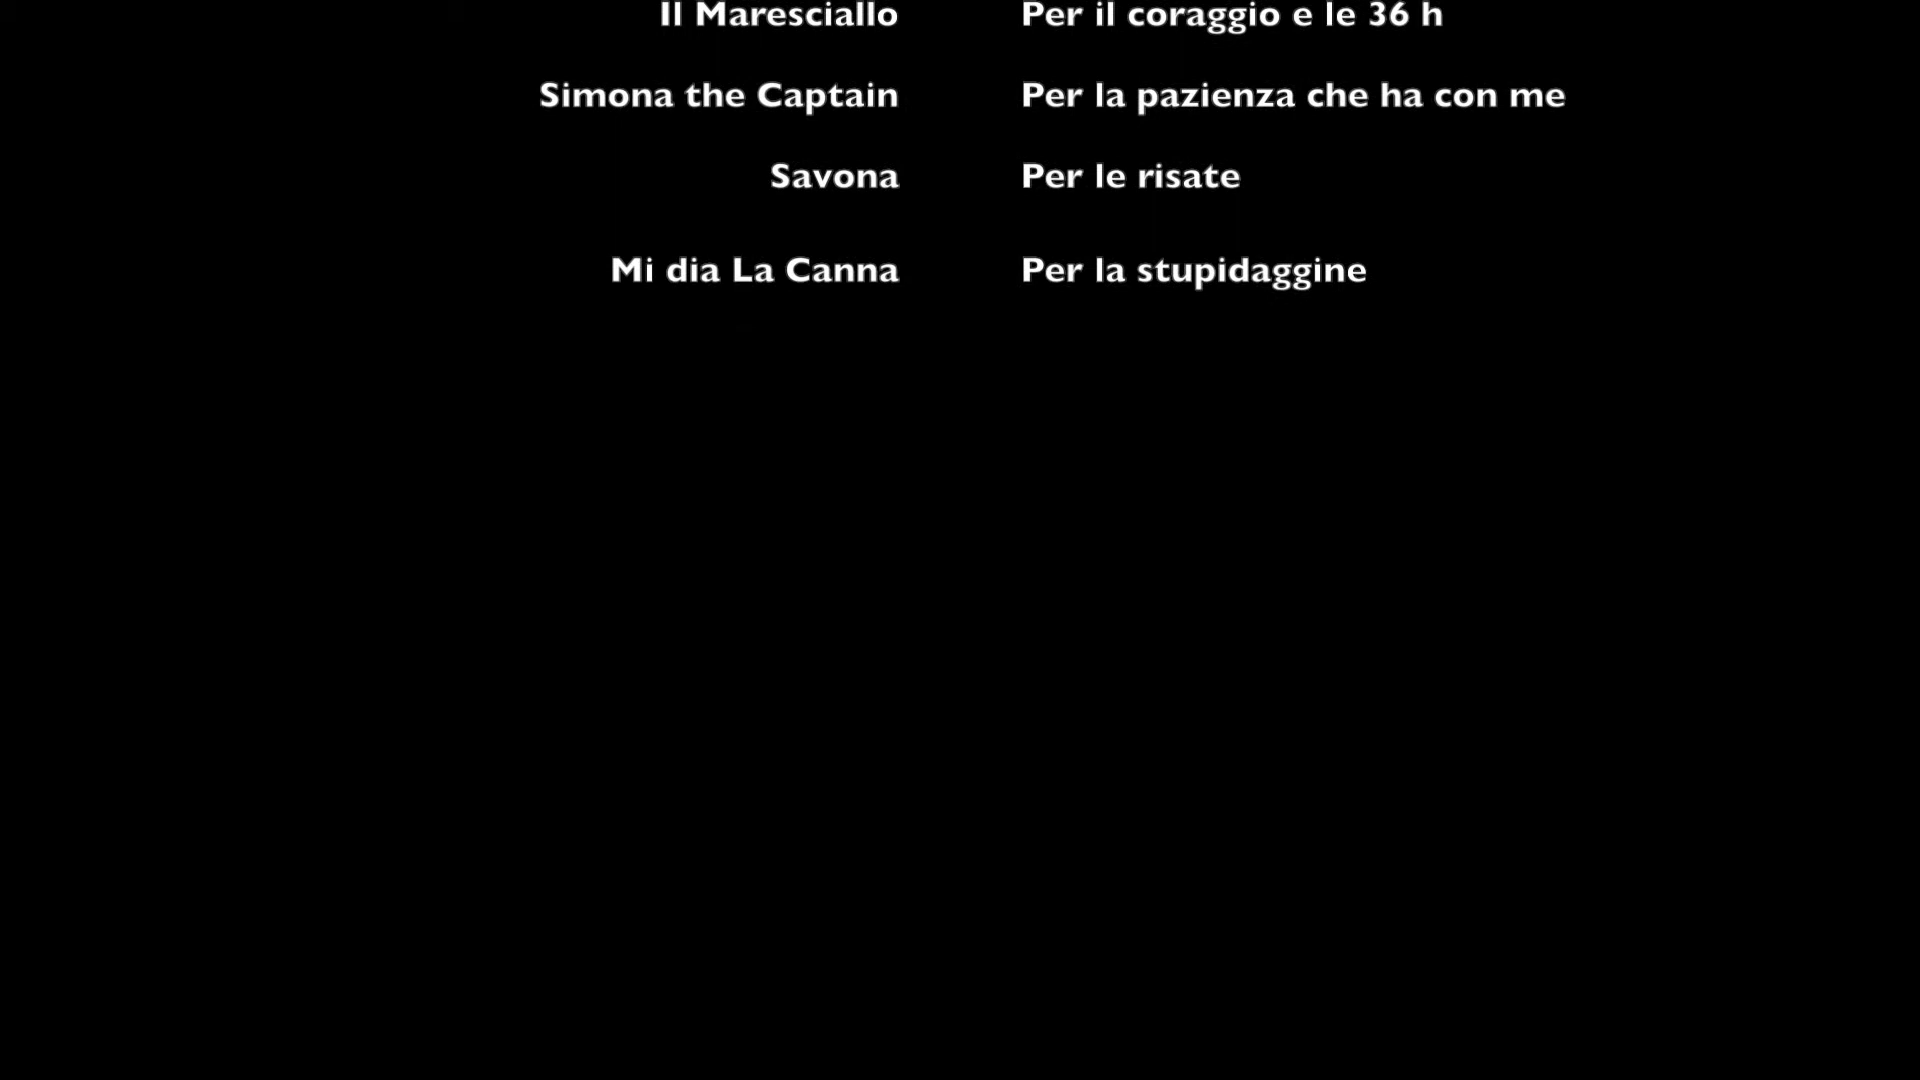 Il Maresciallo Per il coraggio e le 36 h
Simona the Captain Per la pazienza che ha con me
Savona Per le risate
Mi dia La Canna Per la stupidaggine